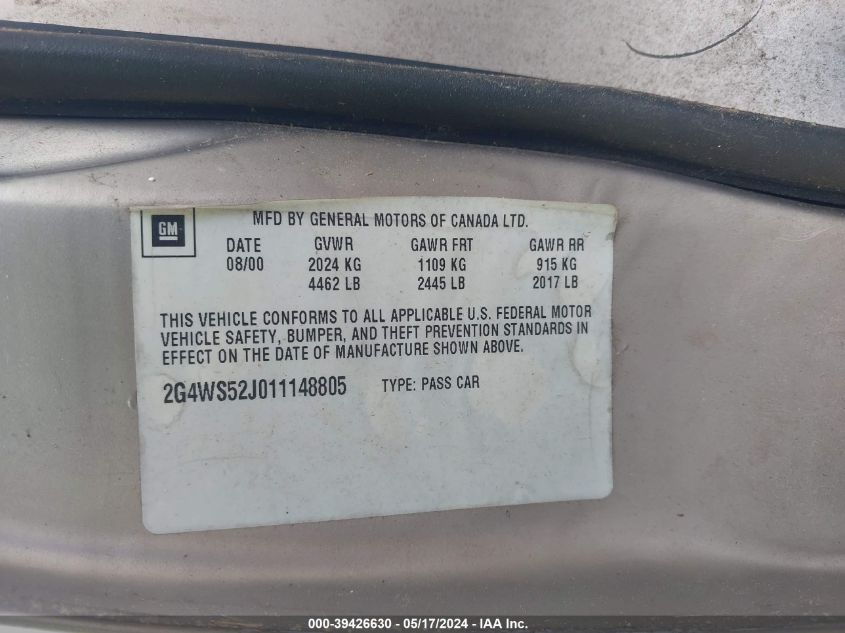 MFD BY GENERAL MOTORS OF CANADA LTD.
GM
DATE GVWR GAWR FRT GAWR RR
08/00 2024 KG 1109 KG 915 KG
4462 LB 2445 LB 2017 LB
THIS VEHICLE CONFORMS TO ALL APPLICABLE U.S. FEDERAL MOTOR
VEHICLE SAFETY, BUMPER, AND THEFT PREVENTION STANDARDS IN
EFFECT ON THE DATE OF MANUFACTURE SHOWN ABOVE.
2G4WS52J011148805 TYPE: PASS CAR
000-39426630 - 05/17/2024 - IAA Inc.